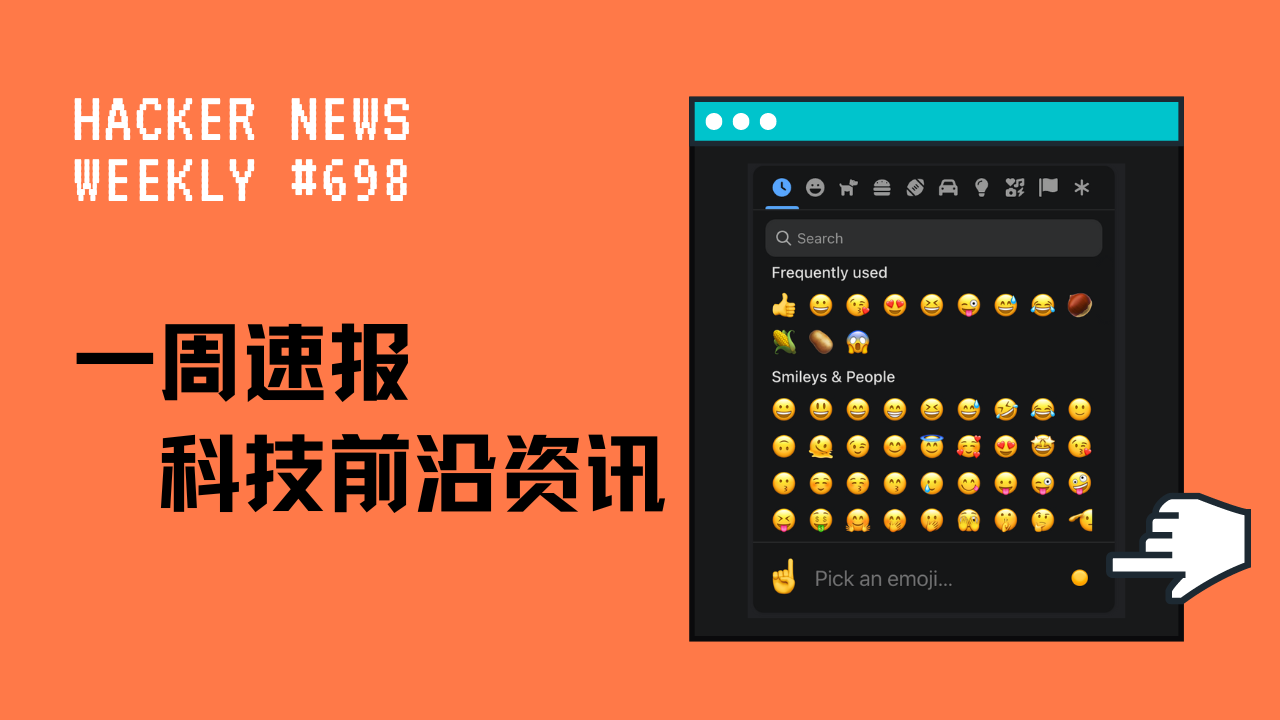 HACKER NEWS
WEEKLY #698
一周速报
科技前沿资讯
Search
Frequently used
Smileys & People
Pick an emoji...